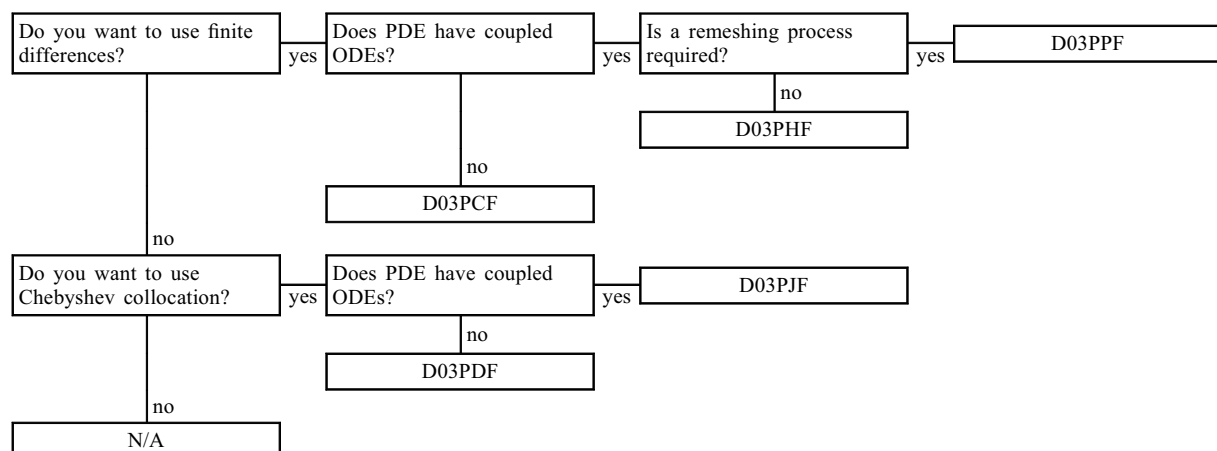 Do you want to use finite
differences?
yes
Does PDE have coupled
ODEs?
yes
Is a remeshing process
required?
yes
D03PPF
no
D03PHF
no
D03PCF
no
Do you want to use
Chebyshev collocation?
yes
Does PDE have coupled
ODEs?
yes
D03PJF
no
D03PDF
no
N/A